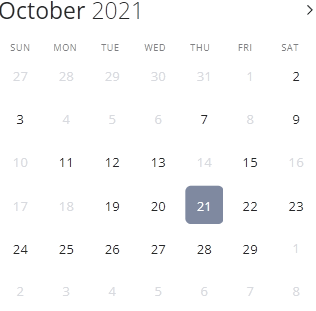 October 2021
SUN MON TUE WED THU FRI SAT
27 28 29 30 31 1 2
3 4 5 6 7 8 9
10 11 12 13 14 15 16
17 18 19 20 21 22 23
24 25 26 27 28 29 1
2 3 4 5 6 7 8